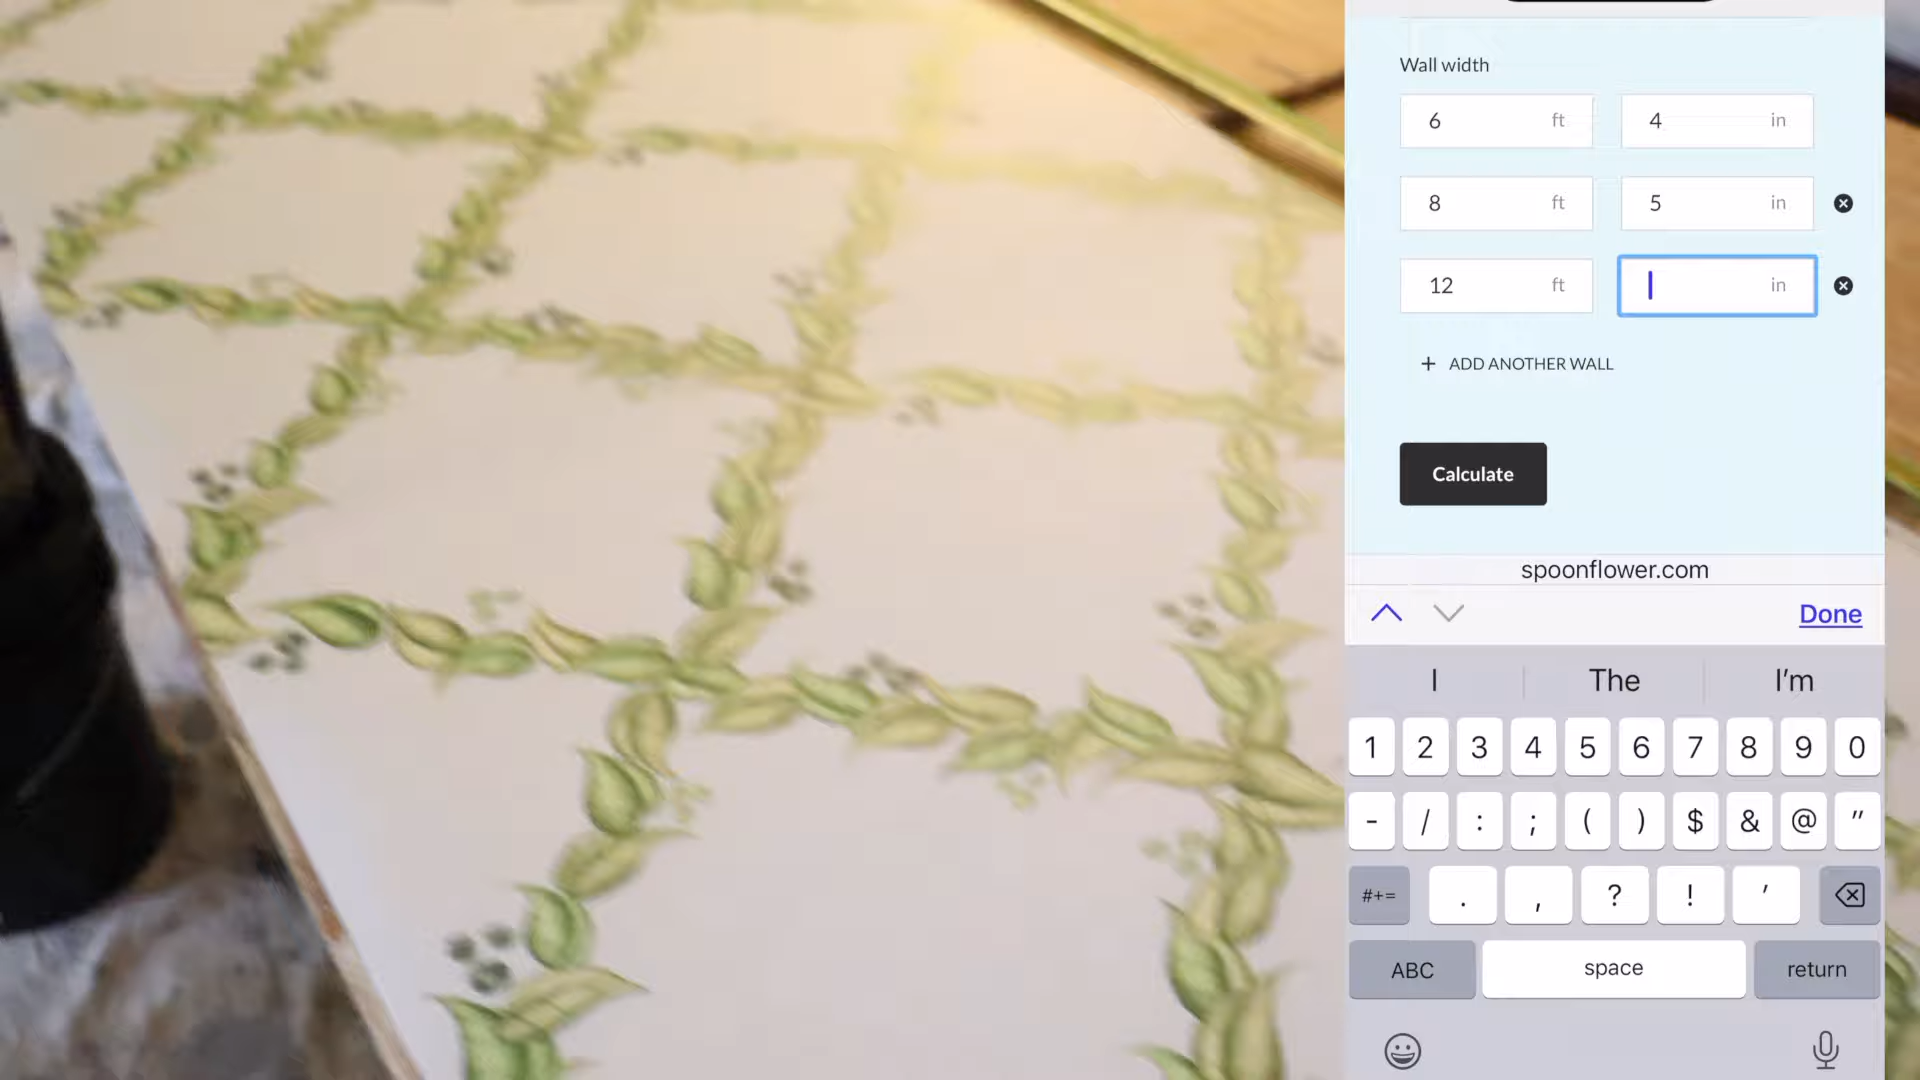 Wall width
6 ft 4 in
8 ft 5 in
12 ft in
+ ADD ANOTHER WALL
Calculate
spoonflower.com
Done
I The I'm
1 2 3 4 5 6 7 8 9 0
- / : ; ( ) $ & @ "
#+= . , ? ! '
ABC space return